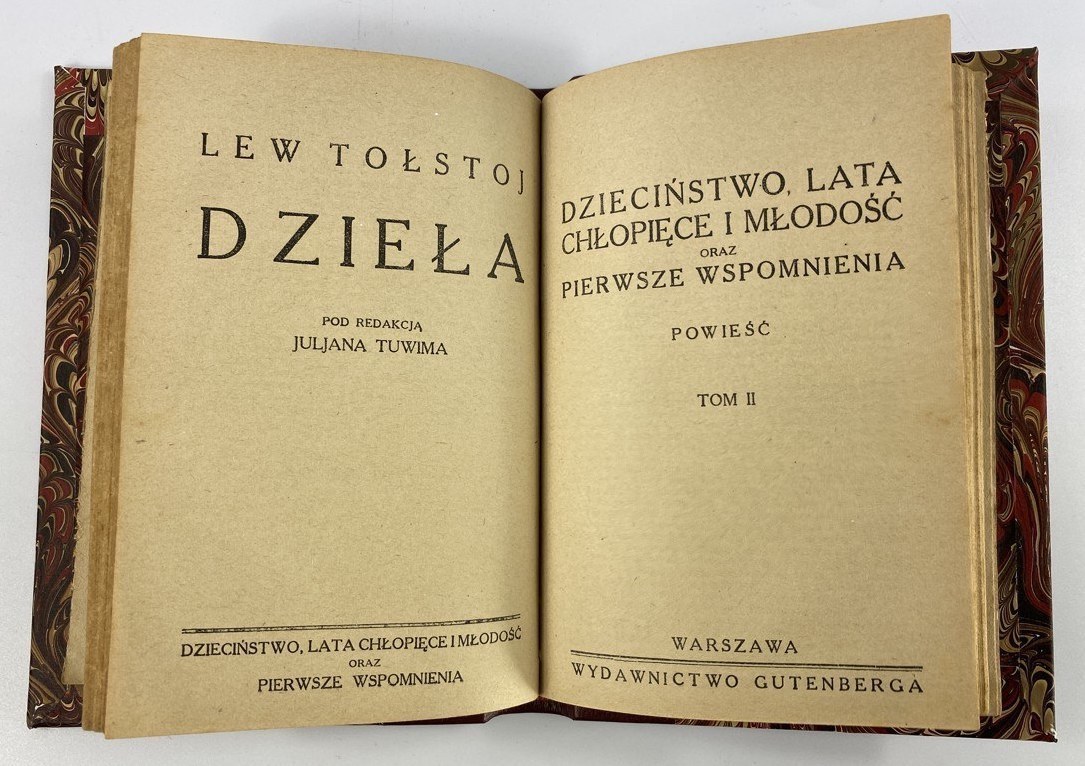 LEW TOŁSTOJ
DZIEŁA
POD REDAKCJĄ
JULJANA TUWIMA
DZIECIŃSTWO, LATA CHŁOPIĘCE I MŁODOŚĆ
ORAZ
PIERWSZE WSPOMNIENIA
DZIECIŃSTWO, LATA
CHŁOPIĘCE I MŁODOŚĆ
ORAZ
PIERWSZE WSPOMNIENIA
POWIEŚĆ
TOM II
WARSZAWA
WYDAWNICTWO GUTENBERGA